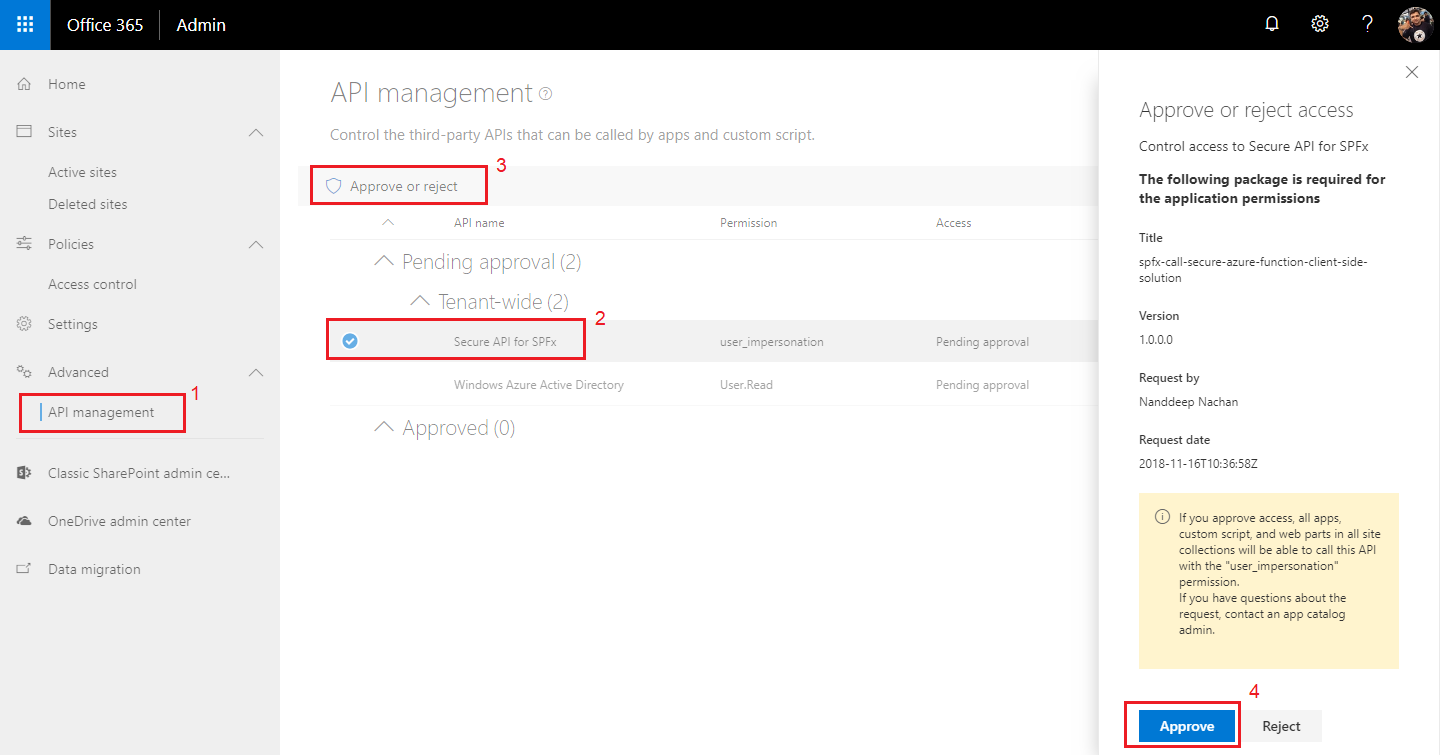 Office 365
Admin
?
Home
Sites
Active sites
Deleted sites
Policies
Access control
Settings
Advanced
1
API management
Classic SharePoint admin ce...
OneDrive admin center
Data migration
API management ?
Control the third-party APIs that can be called by apps and custom script.
3
Approve or reject
API name Permission Access
Pending approval (2)
Tenant-wide (2)
2
Secure API for SPFx user_impersonation Pending approval
Windows Azure Active Directory User.Read Pending approval
Approved (0)
Approve or reject access
Control access to Secure API for SPFx
The following package is required for
the application permissions
Title
spfx-call-secure-azure-function-client-side-
solution
Version
1.0.0.0
Request by
Nanddeep Nachan
Request date
2018-11-16T10:36:58Z
If you approve access, all apps,
custom script, and web parts in all site
collections will be able to call this API
with the "user_impersonation"
permission.
If you have questions about the
request, contact an app catalog
admin.
4
Approve
Reject